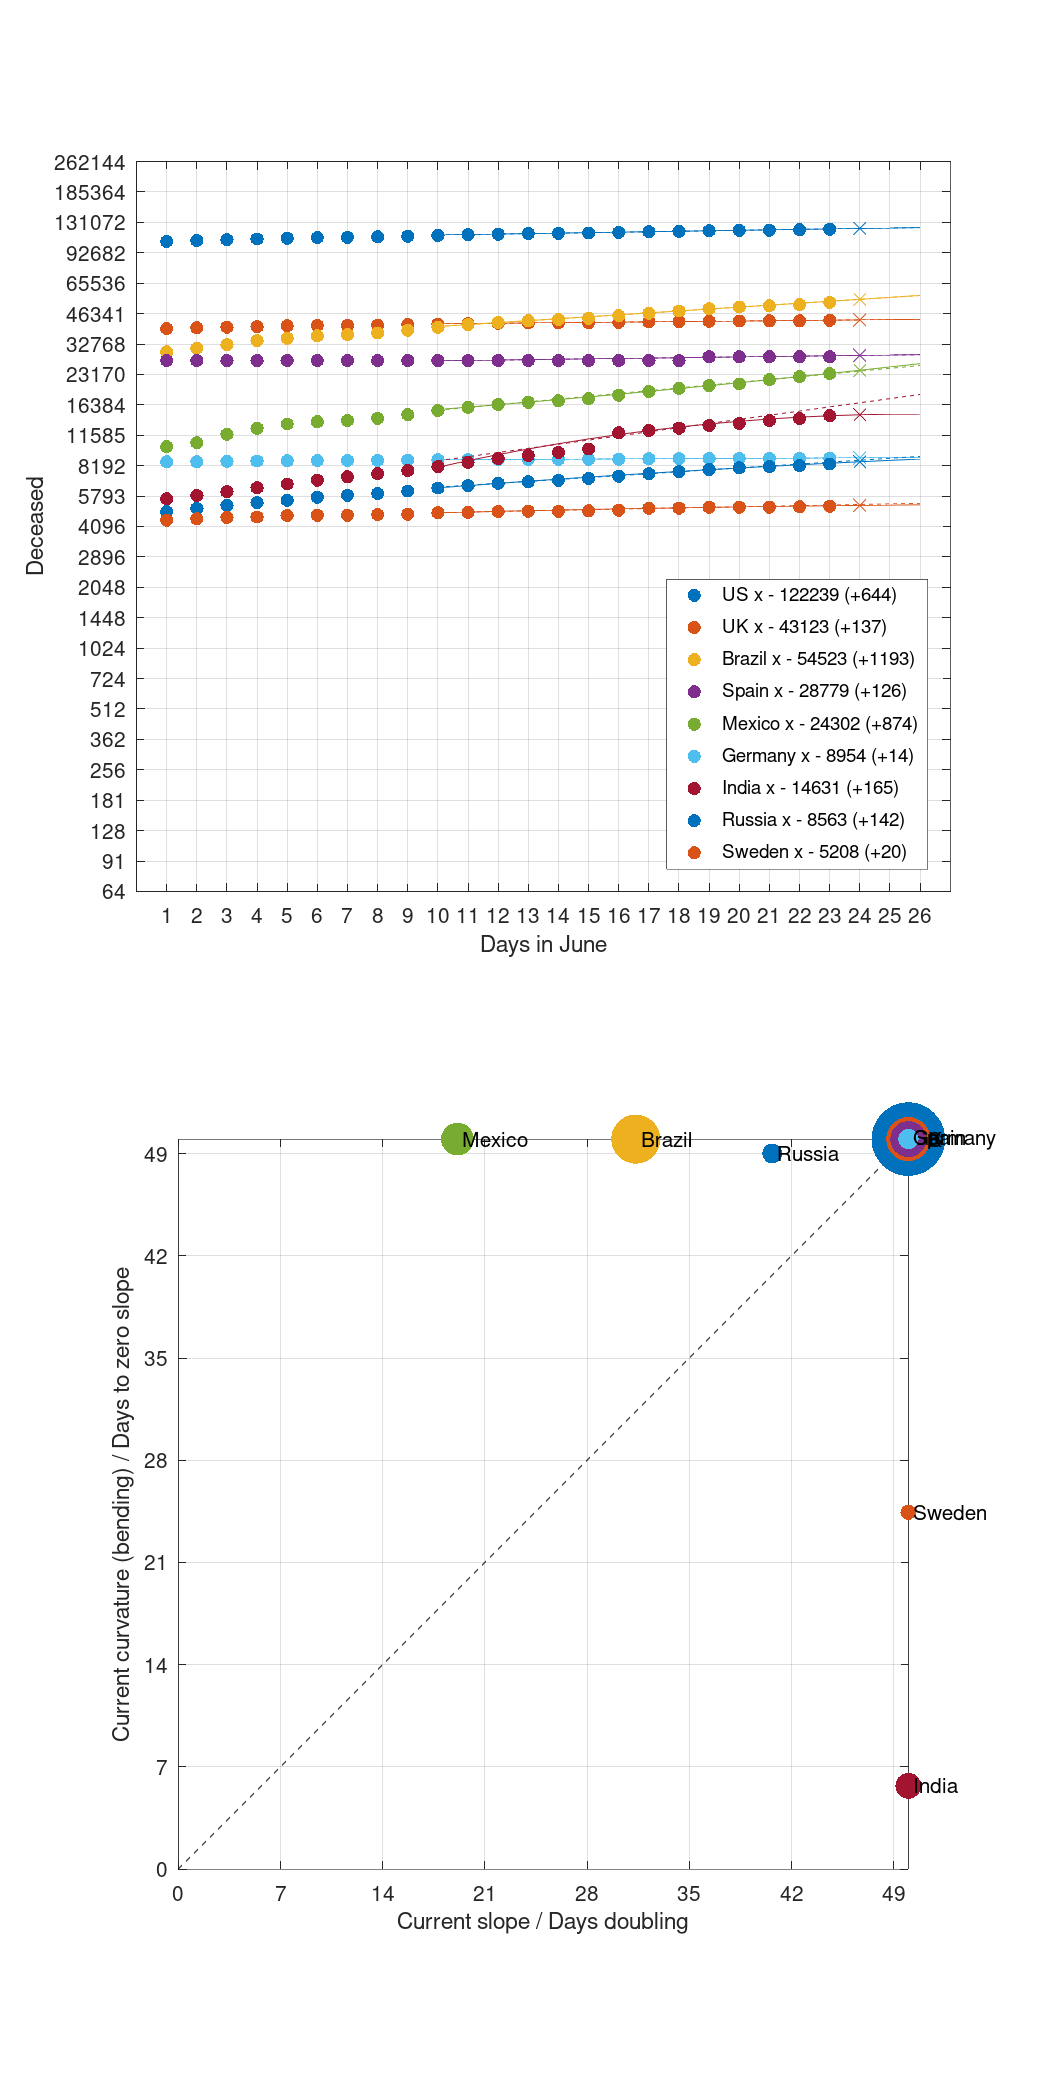 262144
185364
131072
92682
65536
46341
32768
23170
16384
11585
8192
5793
4096
2896
2048
1448
1024
724
512
362
256
181
128
91
64
Deceased
US x - 122239 (+644)
UK x - 43123 (+137)
Brazil x - 54523 (+1193)
Spain x - 28779 (+126)
Mexico x - 24302 (+874)
Germany x - 8954 (+14)
India x - 14631 (+165)
Russia x - 8563 (+142)
Sweden x - 5208 (+20)
1 2 3 4 5 6 7 8 9 10 11 12 13 14 15 16 17 18 19 20 21 22 23 24 25 26
Days in June
Mexico
Brazil
Russia
Sweden
India
49
42
35
28
21
14
7
0
Current curvature (bending) / Days to zero slope
0 7 14 21 28 35 42 49
Current slope / Days doubling